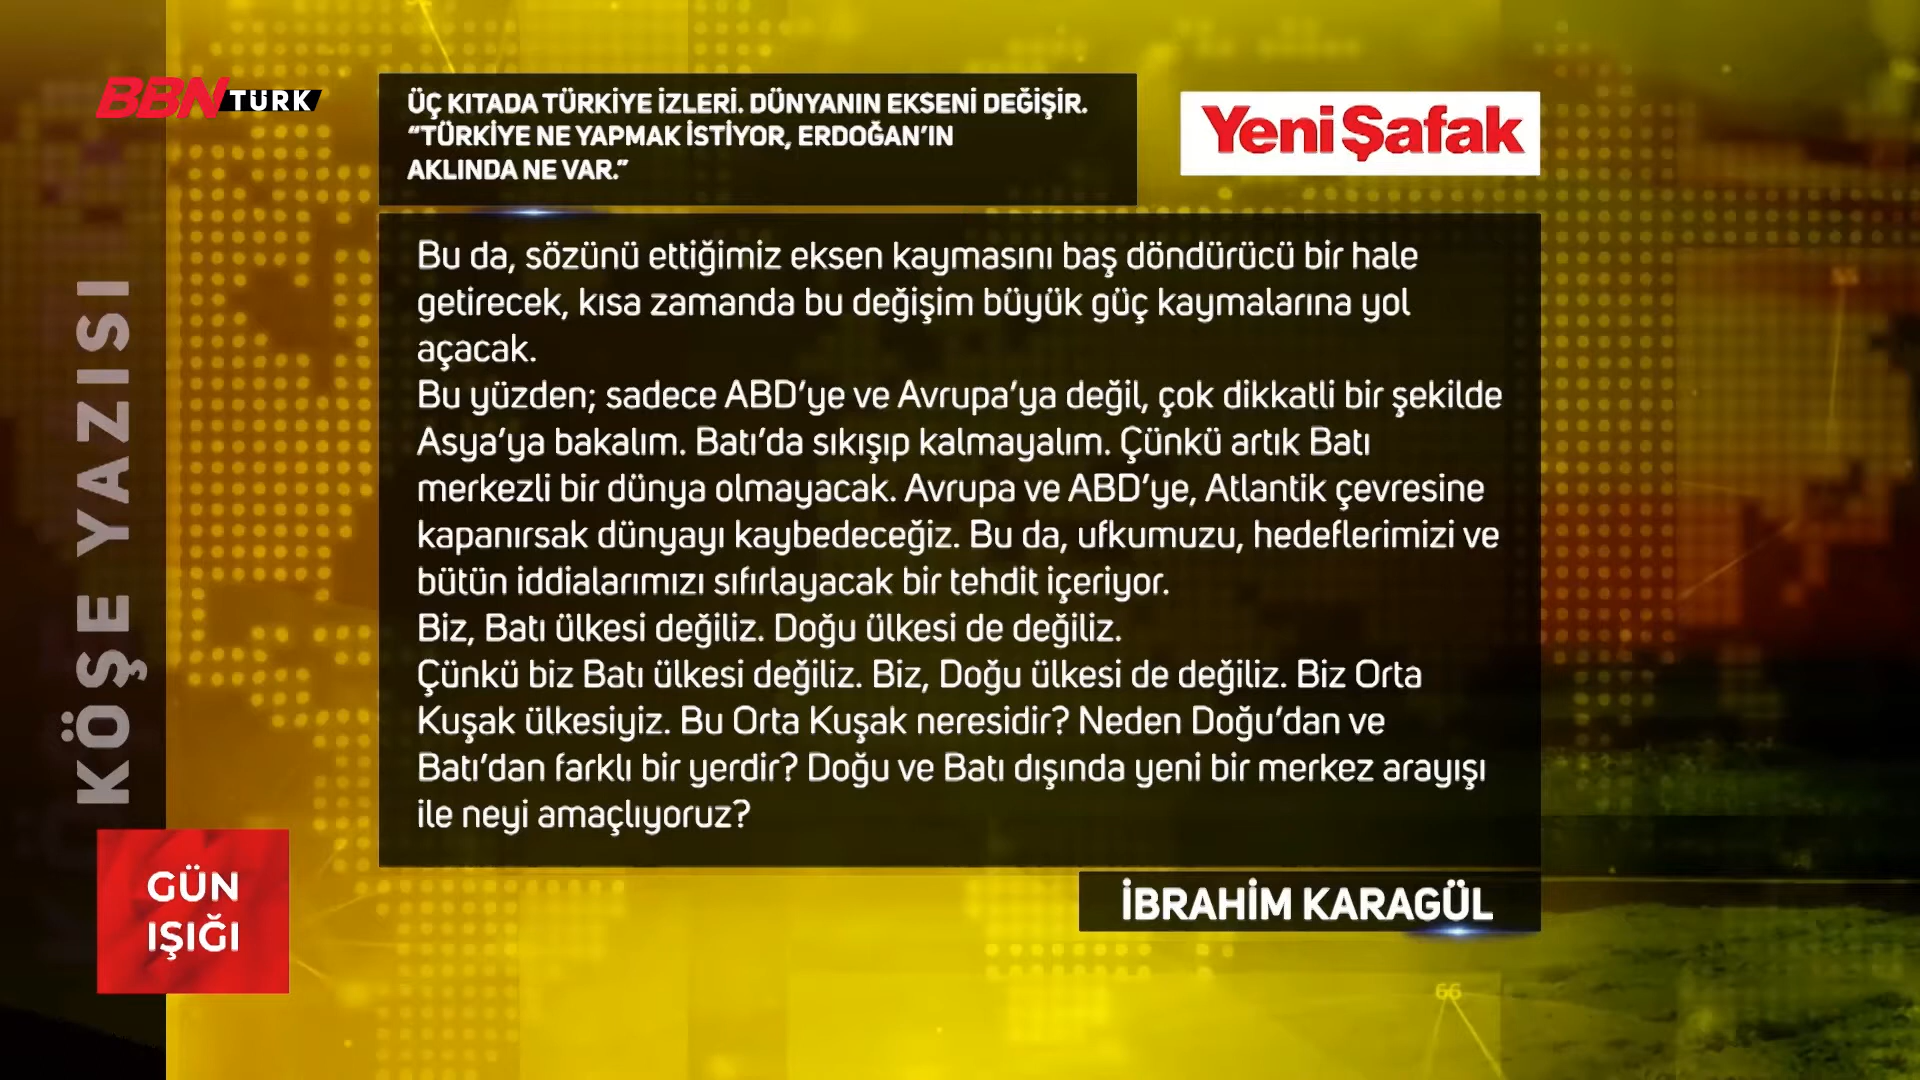 BBN TURK
ÜÇ KITADA TÜRKİYE İZLERİ. DÜNYANIN EKSENİ DEĞİŞİR.
“TÜRKİYE NE YAPMAK İSTİYOR, ERDOĞAN’IN
AKLINDA NE VAR.”
Yeni Şafak
Bu da, sözünü ettiğimiz eksen kaymasını baş döndürücü bir hale
getirecek, kısa zamanda bu değişim büyük güç kaymalarına yol
açacak.
Bu yüzden; sadece ABD’ye ve Avrupa’ya değil, çok dikkatli bir şekilde
Asya’ya bakalım. Batı’da sıkışıp kalmayalım. Çünkü artık Batı
merkezli bir dünya olmayacak. Avrupa ve ABD’ye, Atlantik çevresine
kapanırsak dünyayı kaybedeceğiz. Bu da, ufkumuzu, hedeflerimizi ve
bütün iddialarımızı sıfırlayacak bir tehdit içeriyor.
Biz, Batı ülkesi değiliz. Doğu ülkesi de değiliz.
Çünkü biz Batı ülkesi değiliz. Biz, Doğu ülkesi de değiliz. Biz Orta
Kuşak ülkesiyiz. Bu Orta Kuşak neresidir? Neden Doğu’dan ve
Batı’dan farklı bir yerdir? Doğu ve Batı dışında yeni bir merkez arayışı
ile neyi amaçlıyoruz?
İBRAHİM KARAGÜL
KÖŞE YAZISI
GÜN
IŞIĞI
66